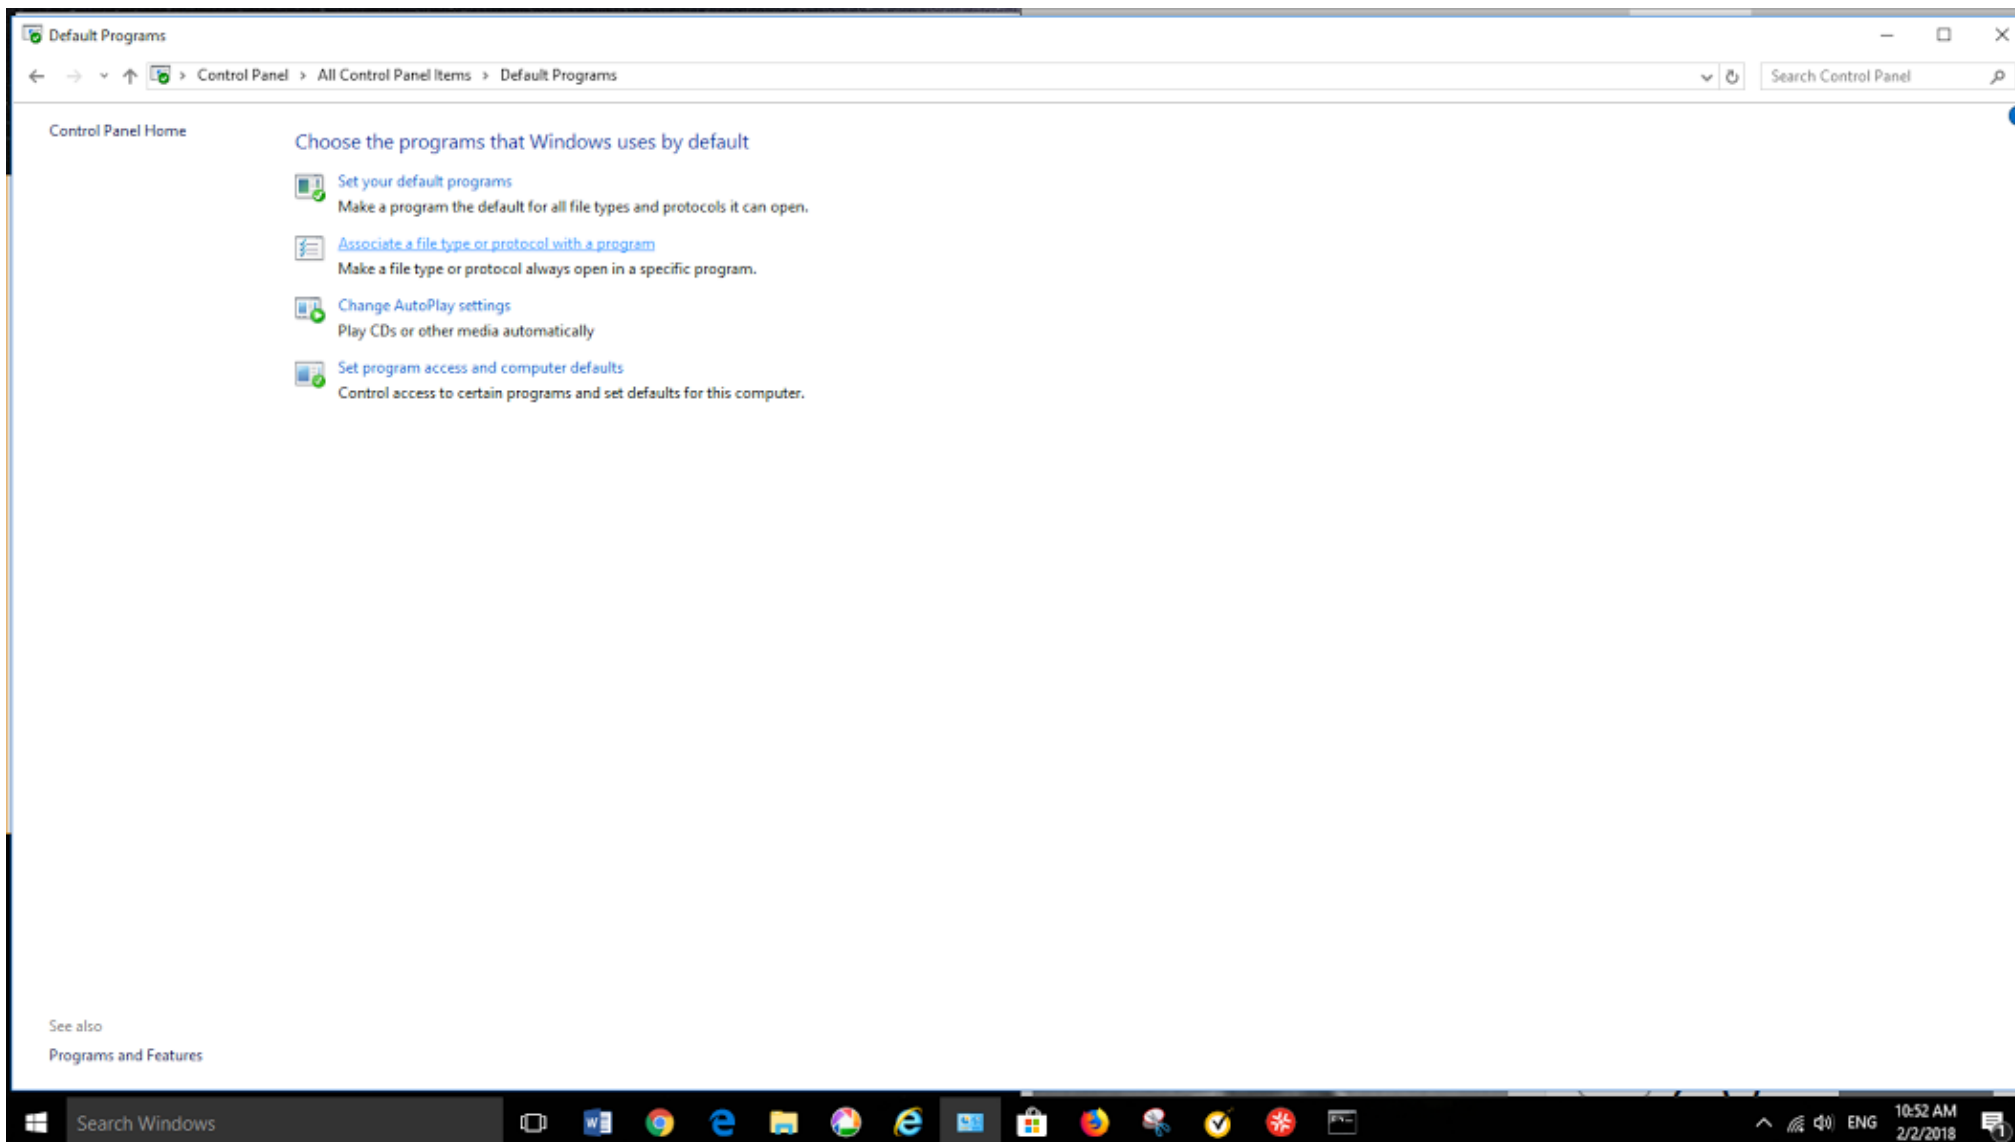 Default Programs
Control Panel > All Control Panel Items > Default Programs
Search Control Panel
Control Panel Home
Choose the programs that Windows uses by default
Set your default programs
Make a program the default for all file types and protocols it can open.
Associate a file type or protocol with a program
Make a file type or protocol always open in a specific program.
Change AutoPlay settings
Play CDs or other media automatically
Set program access and computer defaults
Control access to certain programs and set defaults for this computer.
See also
Programs and Features
Search Windows
ENG
10:52 AM
2/2/2018